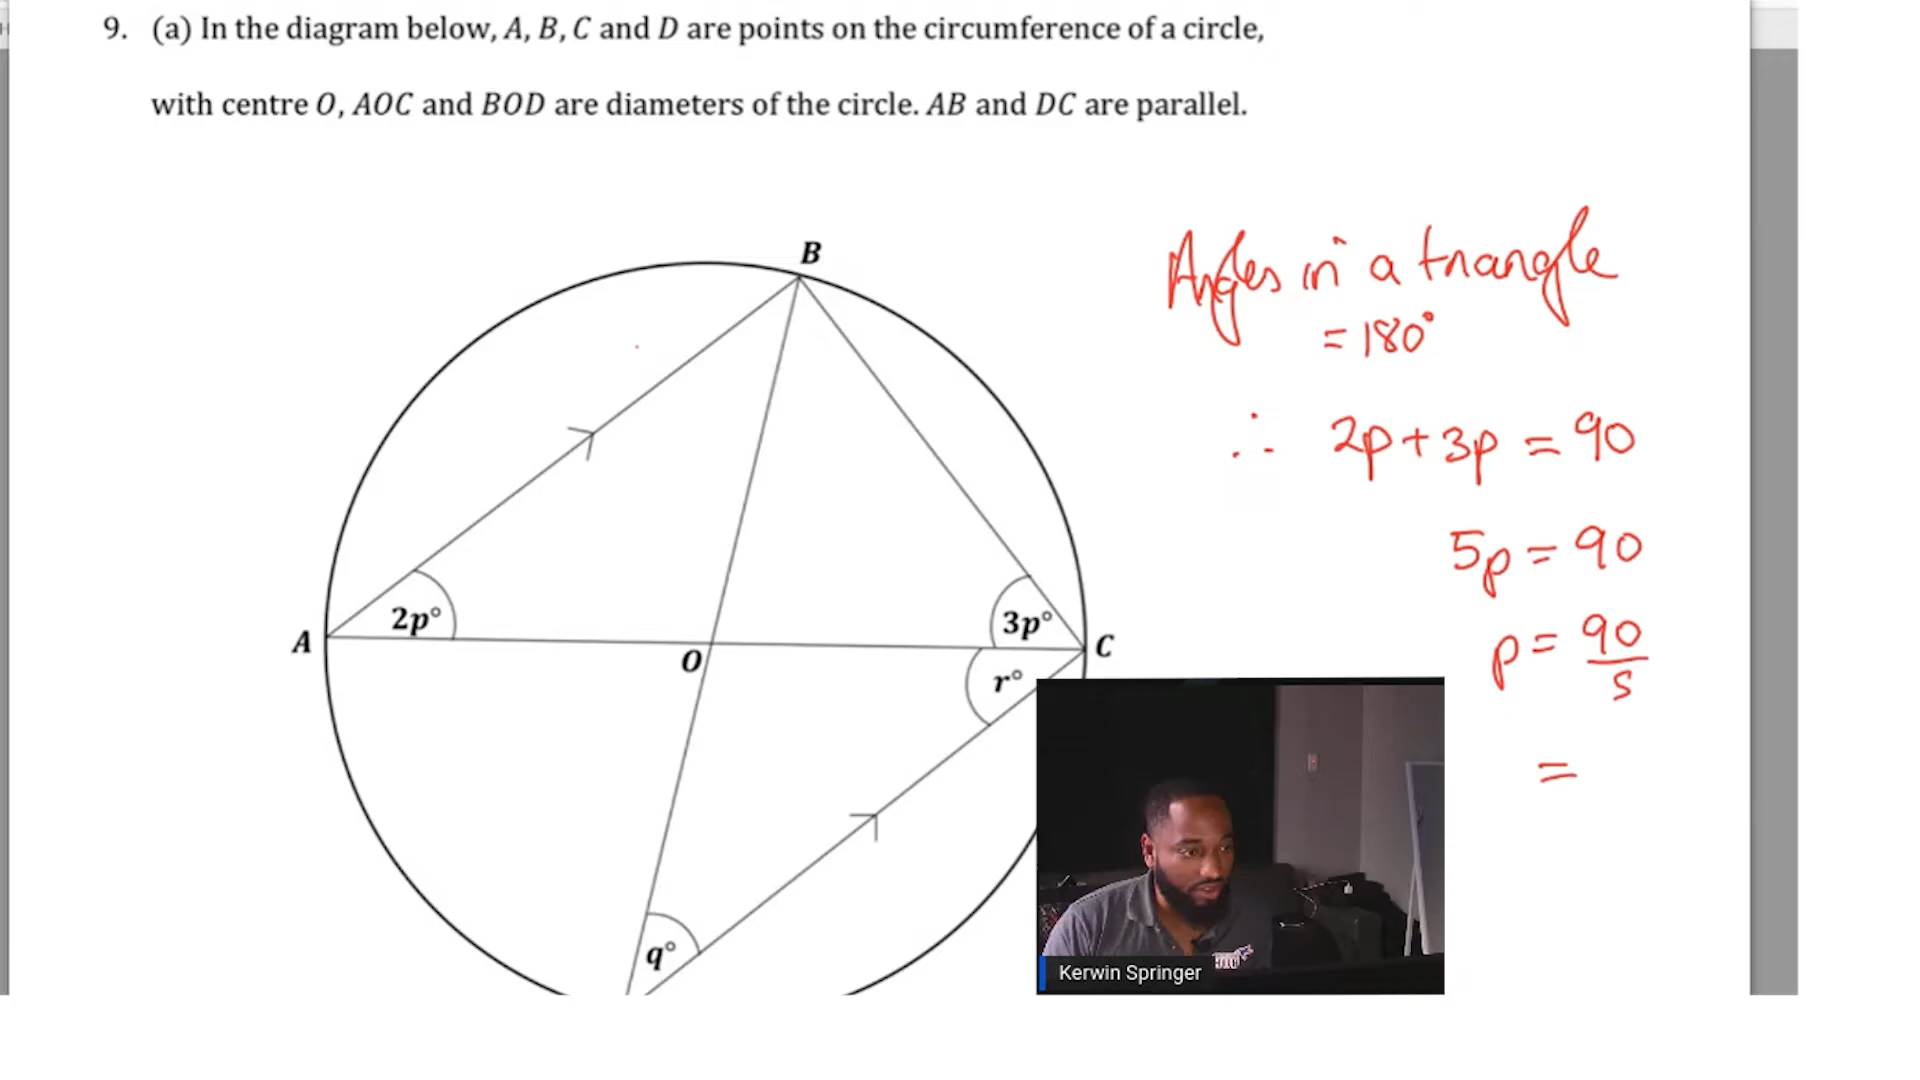 9. (a) In the diagram below, A, B, C and D are points on the circumference of a circle,
with centre O, AOC and BOD are diameters of the circle. AB and DC are parallel.
B
Angles in a triangle
= 180°
∴ 2p + 3p = 90
5p = 90
p = 90/5
=
2p°
3p°
A
O
C
r°
q°
Kerwin Springer